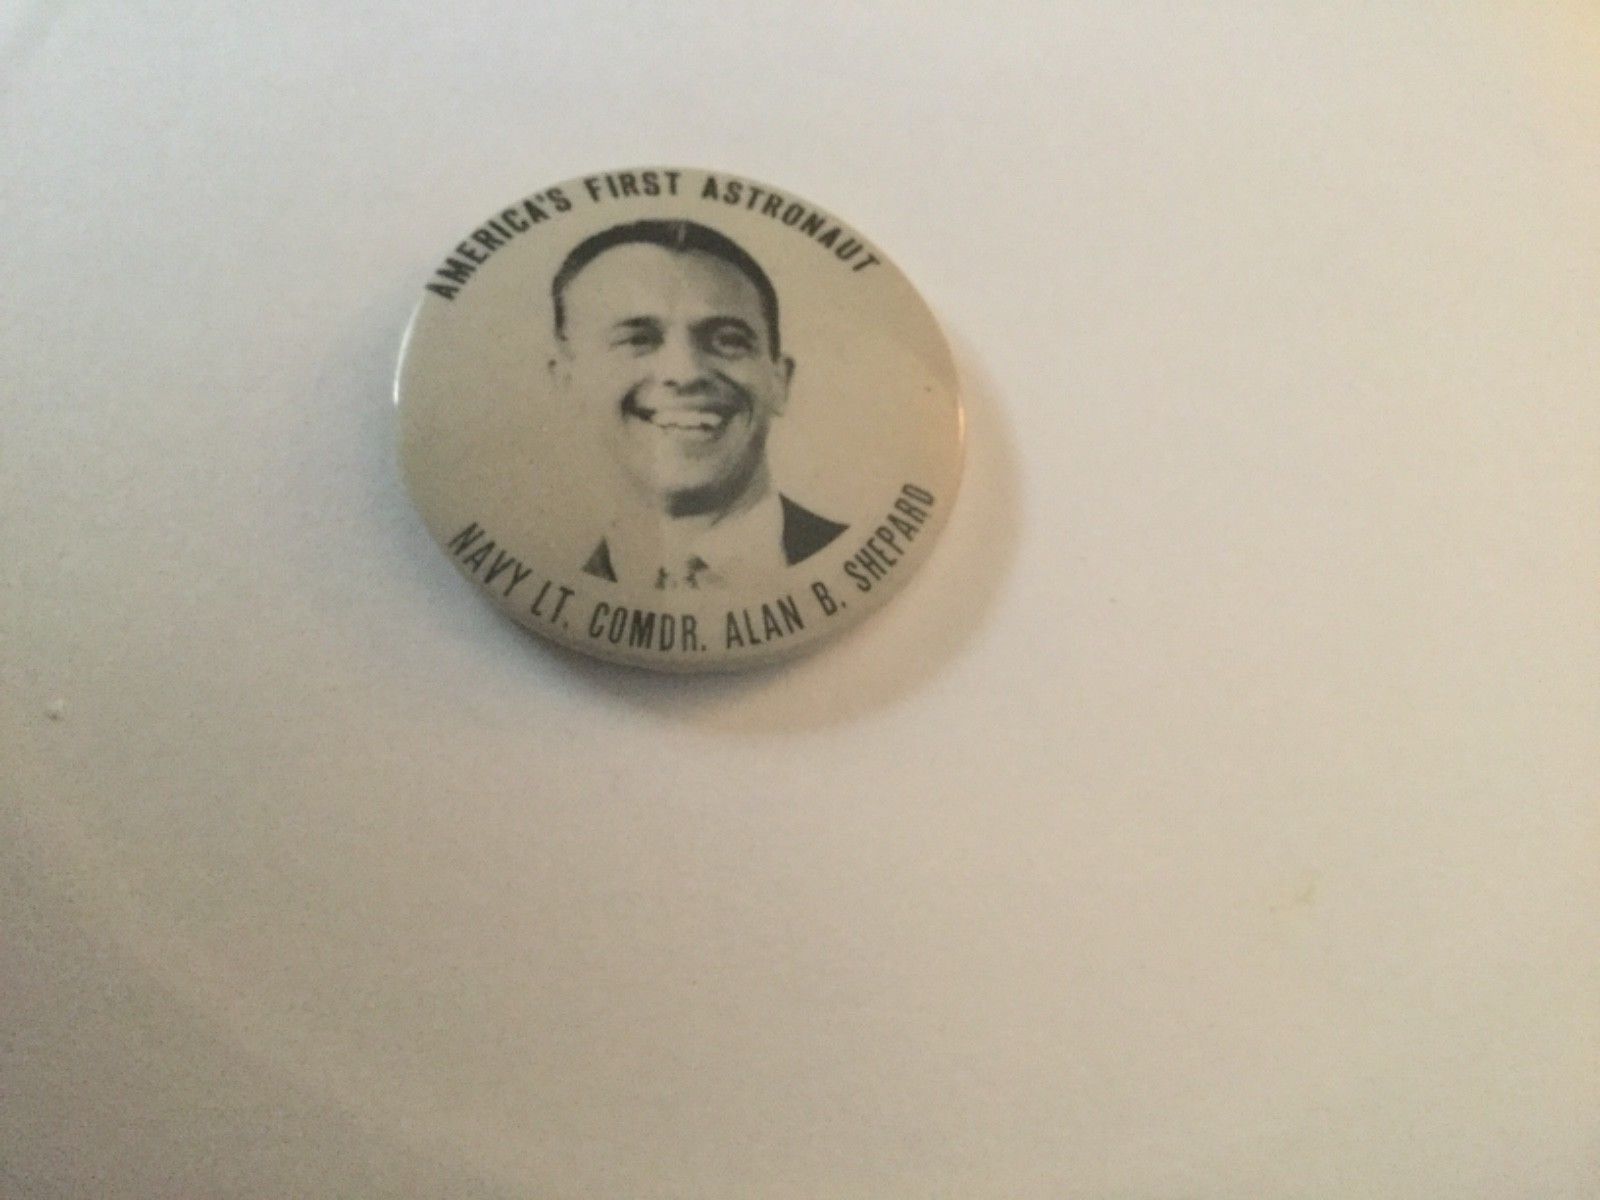 AMERICA'S FIRST ASTRONAUT
NAVY LT. COMDR. ALAN B. SHEPARD